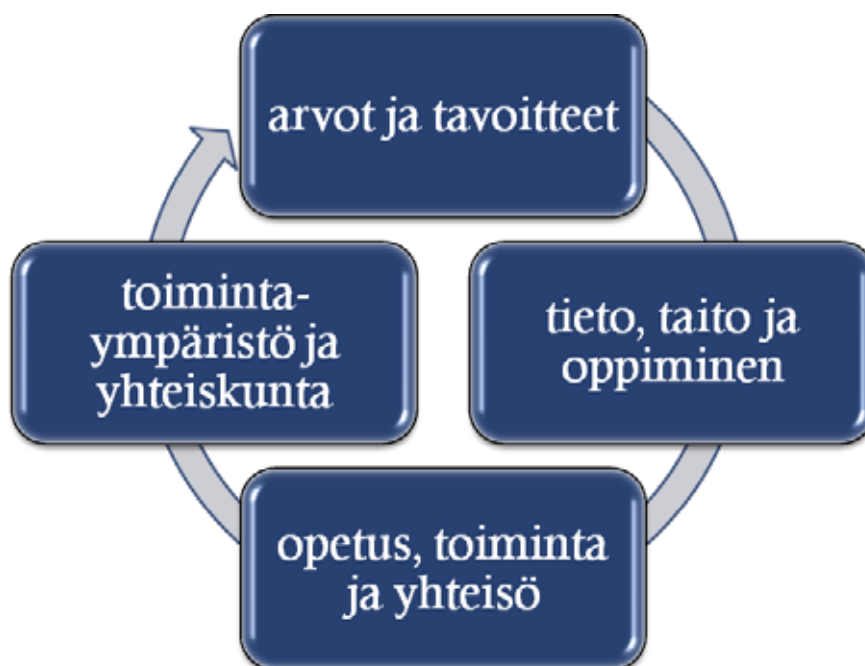 arvot ja tavoitteet
tieto, taito ja
oppiminen
opetus, toiminta
ja yhteisö
toiminta-
ympäristö ja
yhteiskunta